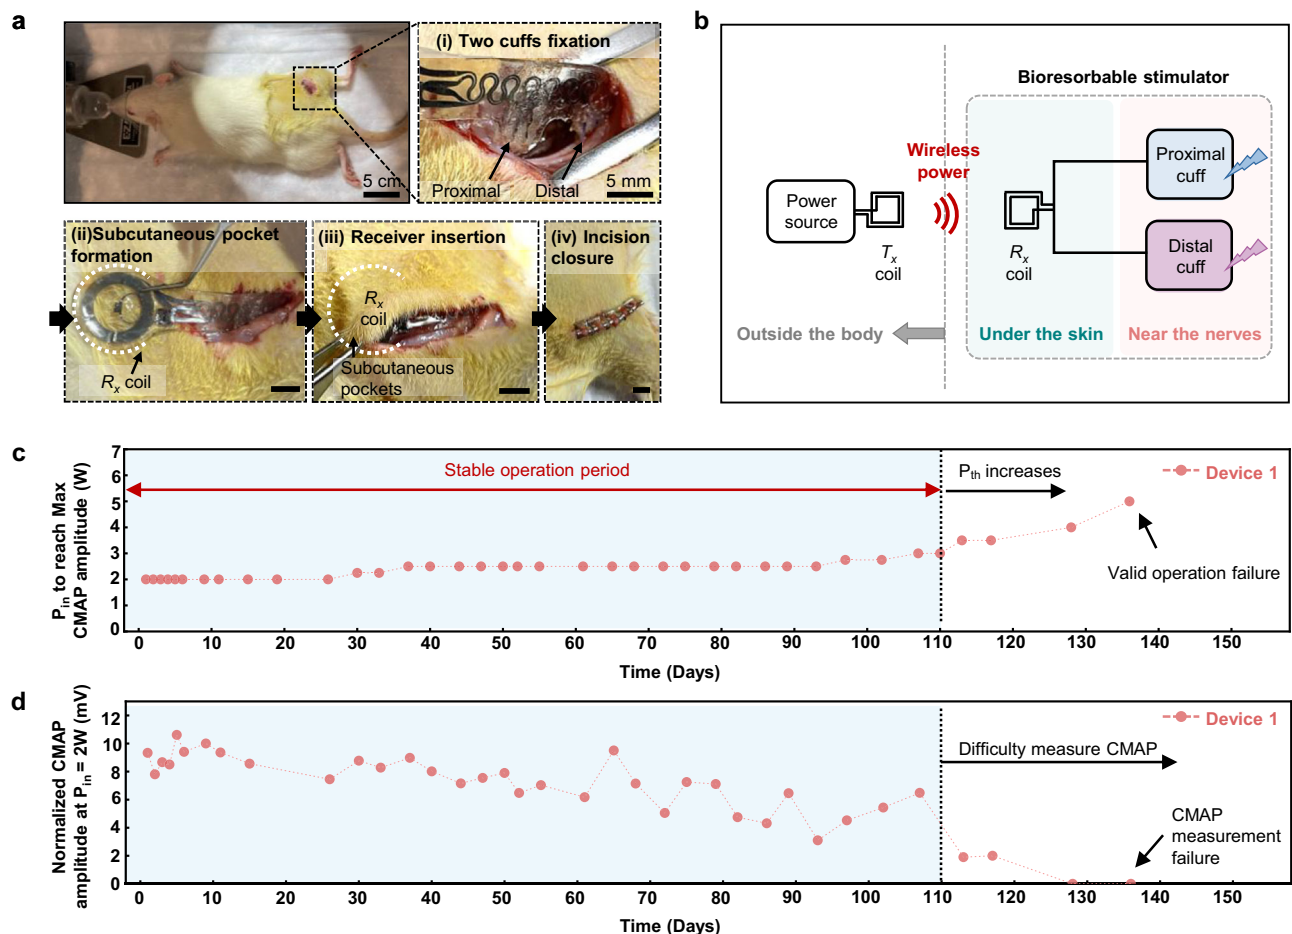 a
5 cm
(i) Two cuffs fixation
Proximal
Distal
5 mm
(ii)Subcutaneous pocket
formation
Rx coil
(iii) Receiver insertion
Rx
coil
Subcutaneous
pockets
(iv) Incision
closure
b
Bioresorbable stimulator
Wireless
power
Power
source
Tx
coil
Rx
coil
Proximal
cuff
Distal
cuff
Outside the body
Under the skin
Near the nerves
c
Pin to reach Max
CMAP amplitude (W)
7
6
5
4
3
2
1
0
Stable operation period
Pth increases
Device 1
Valid operation failure
0 10 20 30 40 50 60 70 80 90 100 110 120 130 140 150
Time (Days)
d
Normalized CMAP
amplitude at Pin = 2W (mV)
12
10
8
6
4
2
0
Device 1
Difficulty measure CMAP
CMAP
measurement
failure
0 10 20 30 40 50 60 70 80 90 100 110 120 130 140 150
Time (Days)